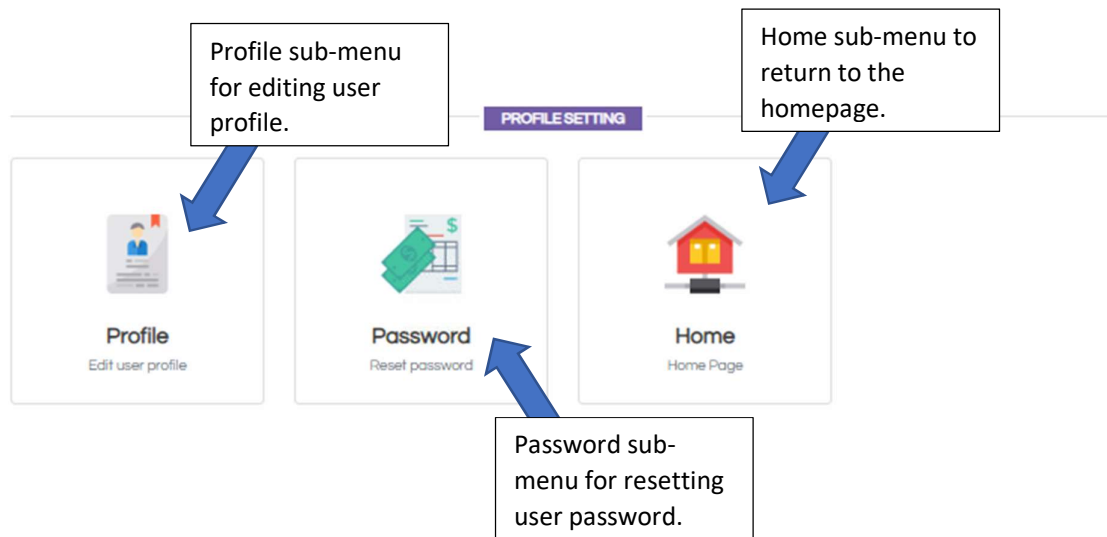 Profile sub-menu
for editing user
profile.
Home sub-menu to
return to the
homepage.
PROFILE SETTING
$
Profile
Edit user profile
Password
Reset password
Home
Home Page
Password sub-
menu for resetting
user password.